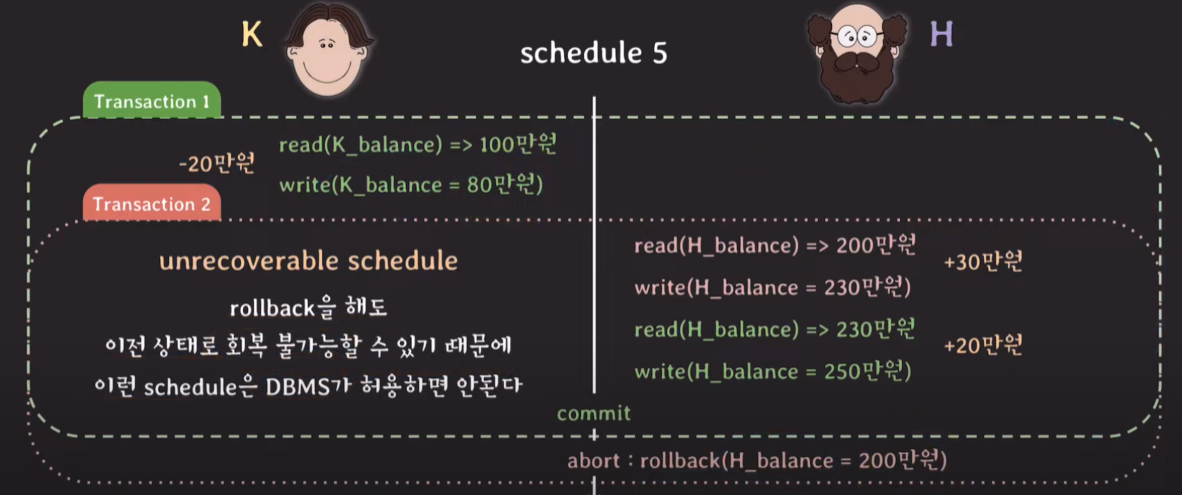 K
schedule 5
H
Transaction 1
read(K_balance) => 100만원
-20만원
write(K_balance = 80만원)
Transaction 2
read(H_balance) => 200만원
+30만원
write(H_balance = 230만원)
read(H_balance) => 230만원
+20만원
write(H_balance = 250만원)
unrecoverable schedule
rollback을 해도
이전 상태로 회복 불가능할 수 있기 때문에
이런 schedule은 DBMS가 허용하면 안된다
commit
abort : rollback(H_balance = 200만원)